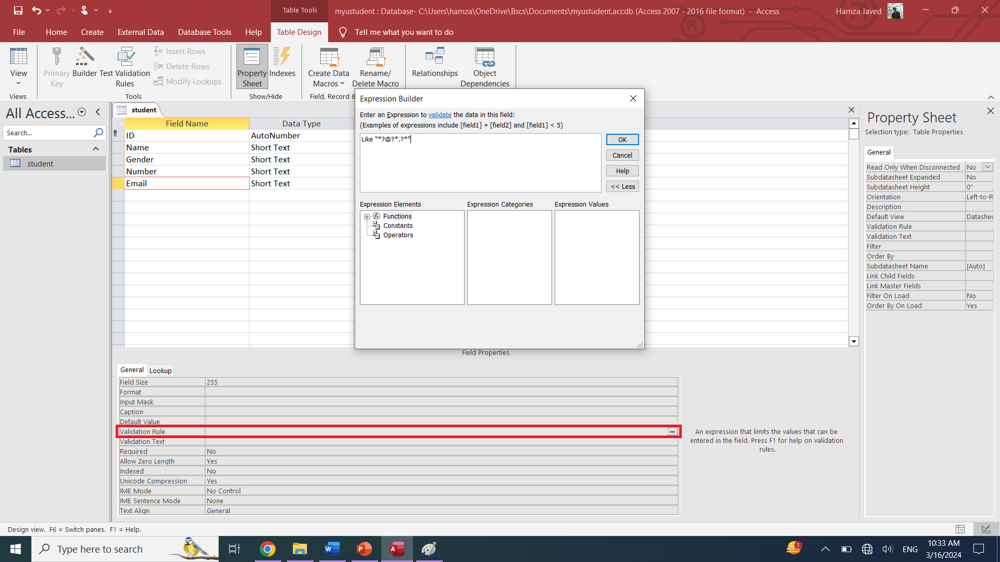 Table Tools
myustudent : Database- C:\Users\hamza\OneDrive\Bscs\Documents\myustudent.accdb (Access 2007 - 2016 file format) - Access
Hamza Javed
File Home Create External Data Database Tools Help Table Design Tell me what you want to do
View
Primary Key
Builder
Test Validation Rules
Insert Rows
Delete Rows
Modify Lookups
Property Sheet
Indexes
Create Data Macros
Rename/ Delete Macro
Relationships
Object Dependencies
Views
Tools
Show/Hide
Field, Record &
All Access...
Search...
Tables
student
student
Field Name Data Type
ID AutoNumber
Name Short Text
Gender Short Text
Number Short Text
Email Short Text
Expression Builder
Enter an Expression to validate the data in this field:
(Examples of expressions include [field1] + [field2] and [field1] < 5)
Like "*?@?*.?*"
OK
Cancel
Help
<< Less
Expression Elements
Functions
Constants
Operators
Expression Categories
Expression Values
Property Sheet
Selection type: Table Properties
General
Read Only When Disconnected No
Subdatasheet Expanded No
Subdatasheet Height 0"
Orientation Left-to-R
Description
Default View Datashee
Validation Rule
Validation Text
Filter
Order By
Subdatasheet Name [Auto]
Link Child Fields
Link Master Fields
Filter On Load No
Order By On Load Yes
Field Properties
General Lookup
Field Size 255
Format
Input Mask
Caption
Default Value
Validation Rule ...
Validation Text
Required No
Allow Zero Length Yes
Indexed No
Unicode Compression Yes
IME Mode No Control
IME Sentence Mode None
Text Align General
An expression that limits the values that can be
entered in the field. Press F1 for help on validation
rules.
Design view. F6 = Switch panes. F1 = Help.
Type here to search
W
P
A
1
ENG
10:33 AM
3/16/2024